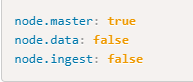 node.master: true
node.data: false
node.ingest: false